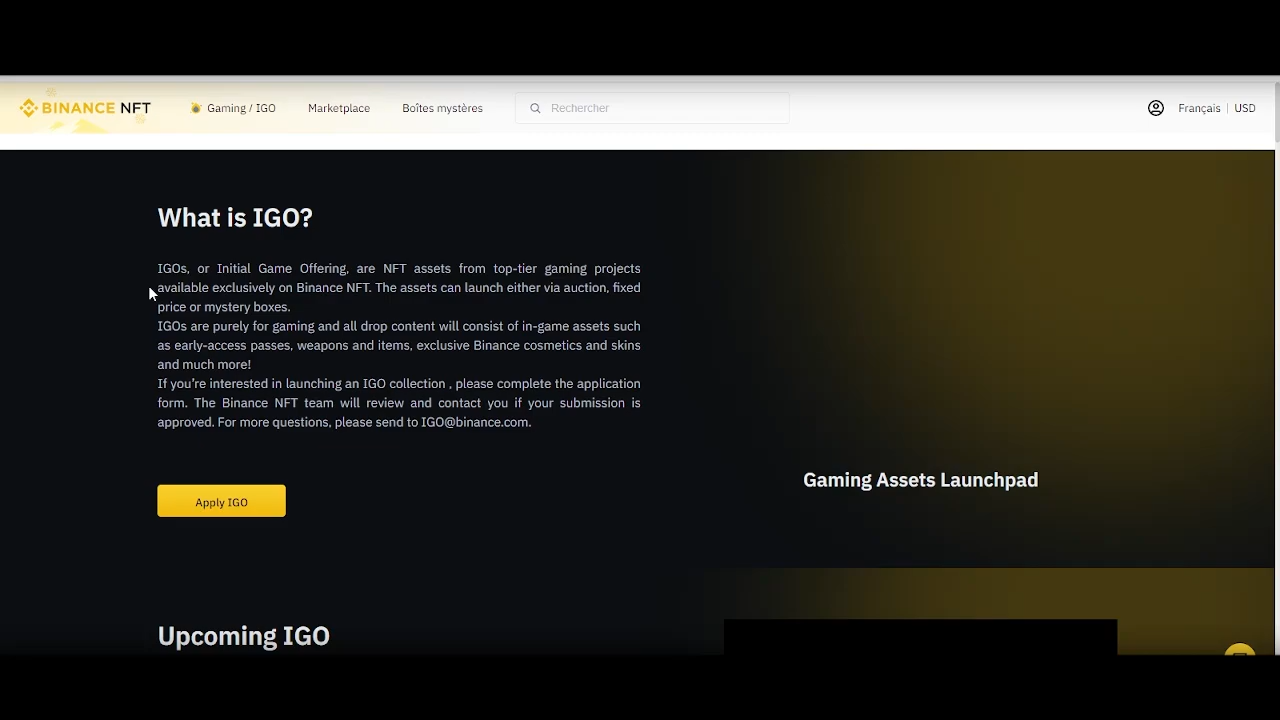 BINANCE NFT
Gaming / IGO
Marketplace
Boîtes mystères
Rechercher
Français | USD
What is IGO?
IGOs, or Initial Game Offering, are NFT assets from top-tier gaming projects
available exclusively on Binance NFT. The assets can launch either via auction, fixed
price or mystery boxes.
IGOs are purely for gaming and all drop content will consist of in-game assets such
as early-access passes, weapons and items, exclusive Binance cosmetics and skins
and much more!
If you’re interested in launching an IGO collection , please complete the application
form. The Binance NFT team will review and contact you if your submission is
approved. For more questions, please send to IGO@binance.com.
Apply IGO
Gaming Assets Launchpad
Upcoming IGO